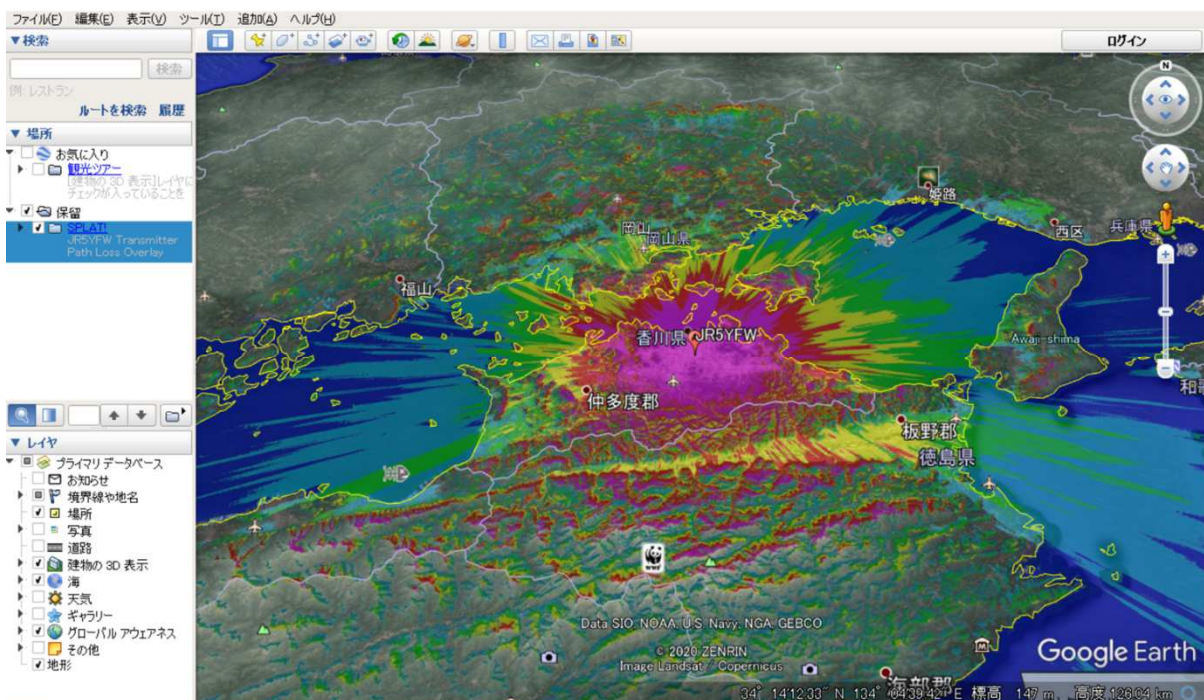 ファイル(F) 編集(E) 表示(V) ツール(T) 追加(A) ヘルプ(H)
▼検索
検索
例: レストラン
ルートを検索 履歴
▼ 場所
お気に入り
観光ツアー
[建物の 3D 表示]レイヤに
チェックが入っていることを
保留
SPLAT!
JR5YFW Transmitter
Path Loss Overlay
▼ レイヤ
プライマリ データベース
お知らせ
境界線や地名
場所
写真
道路
建物の 3D 表示
海
天気
ギャラリー
グローバル アウェアネス
その他
地形
ログイン
N
姫路
西区
兵庫県
岡山
岡山県
福山
香川県
JR5YFW
Awaji-shima
仲多度郡
板野郡
徳島県
WWF
Data SIO, NOAA, U.S. Navy, NGA, GEBCO
© 2020 ZENRIN
Image Landsat / Copernicus
Google Earth
海部郡
34° 14'12.33" N 134° 04'39.42" E 標高 147 m 高度 126.04 km